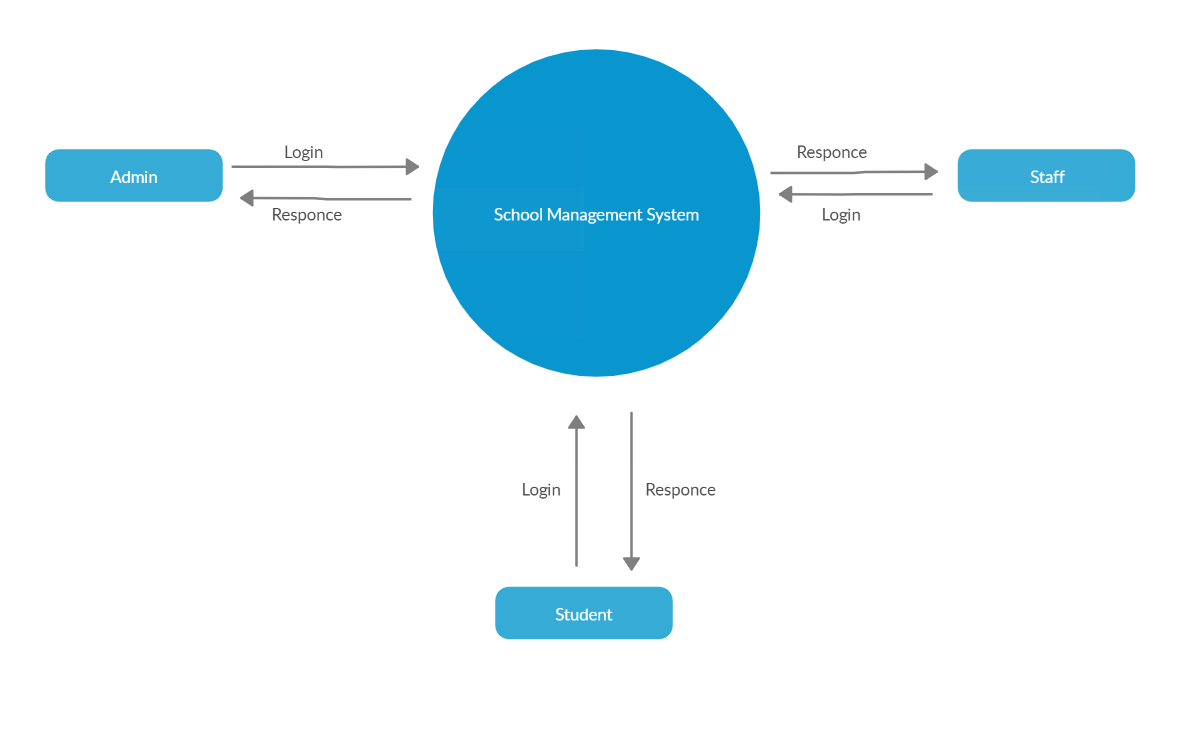 Login
Responce
Admin
Staff
Responce
School Management System
Login
Login
Responce
Student